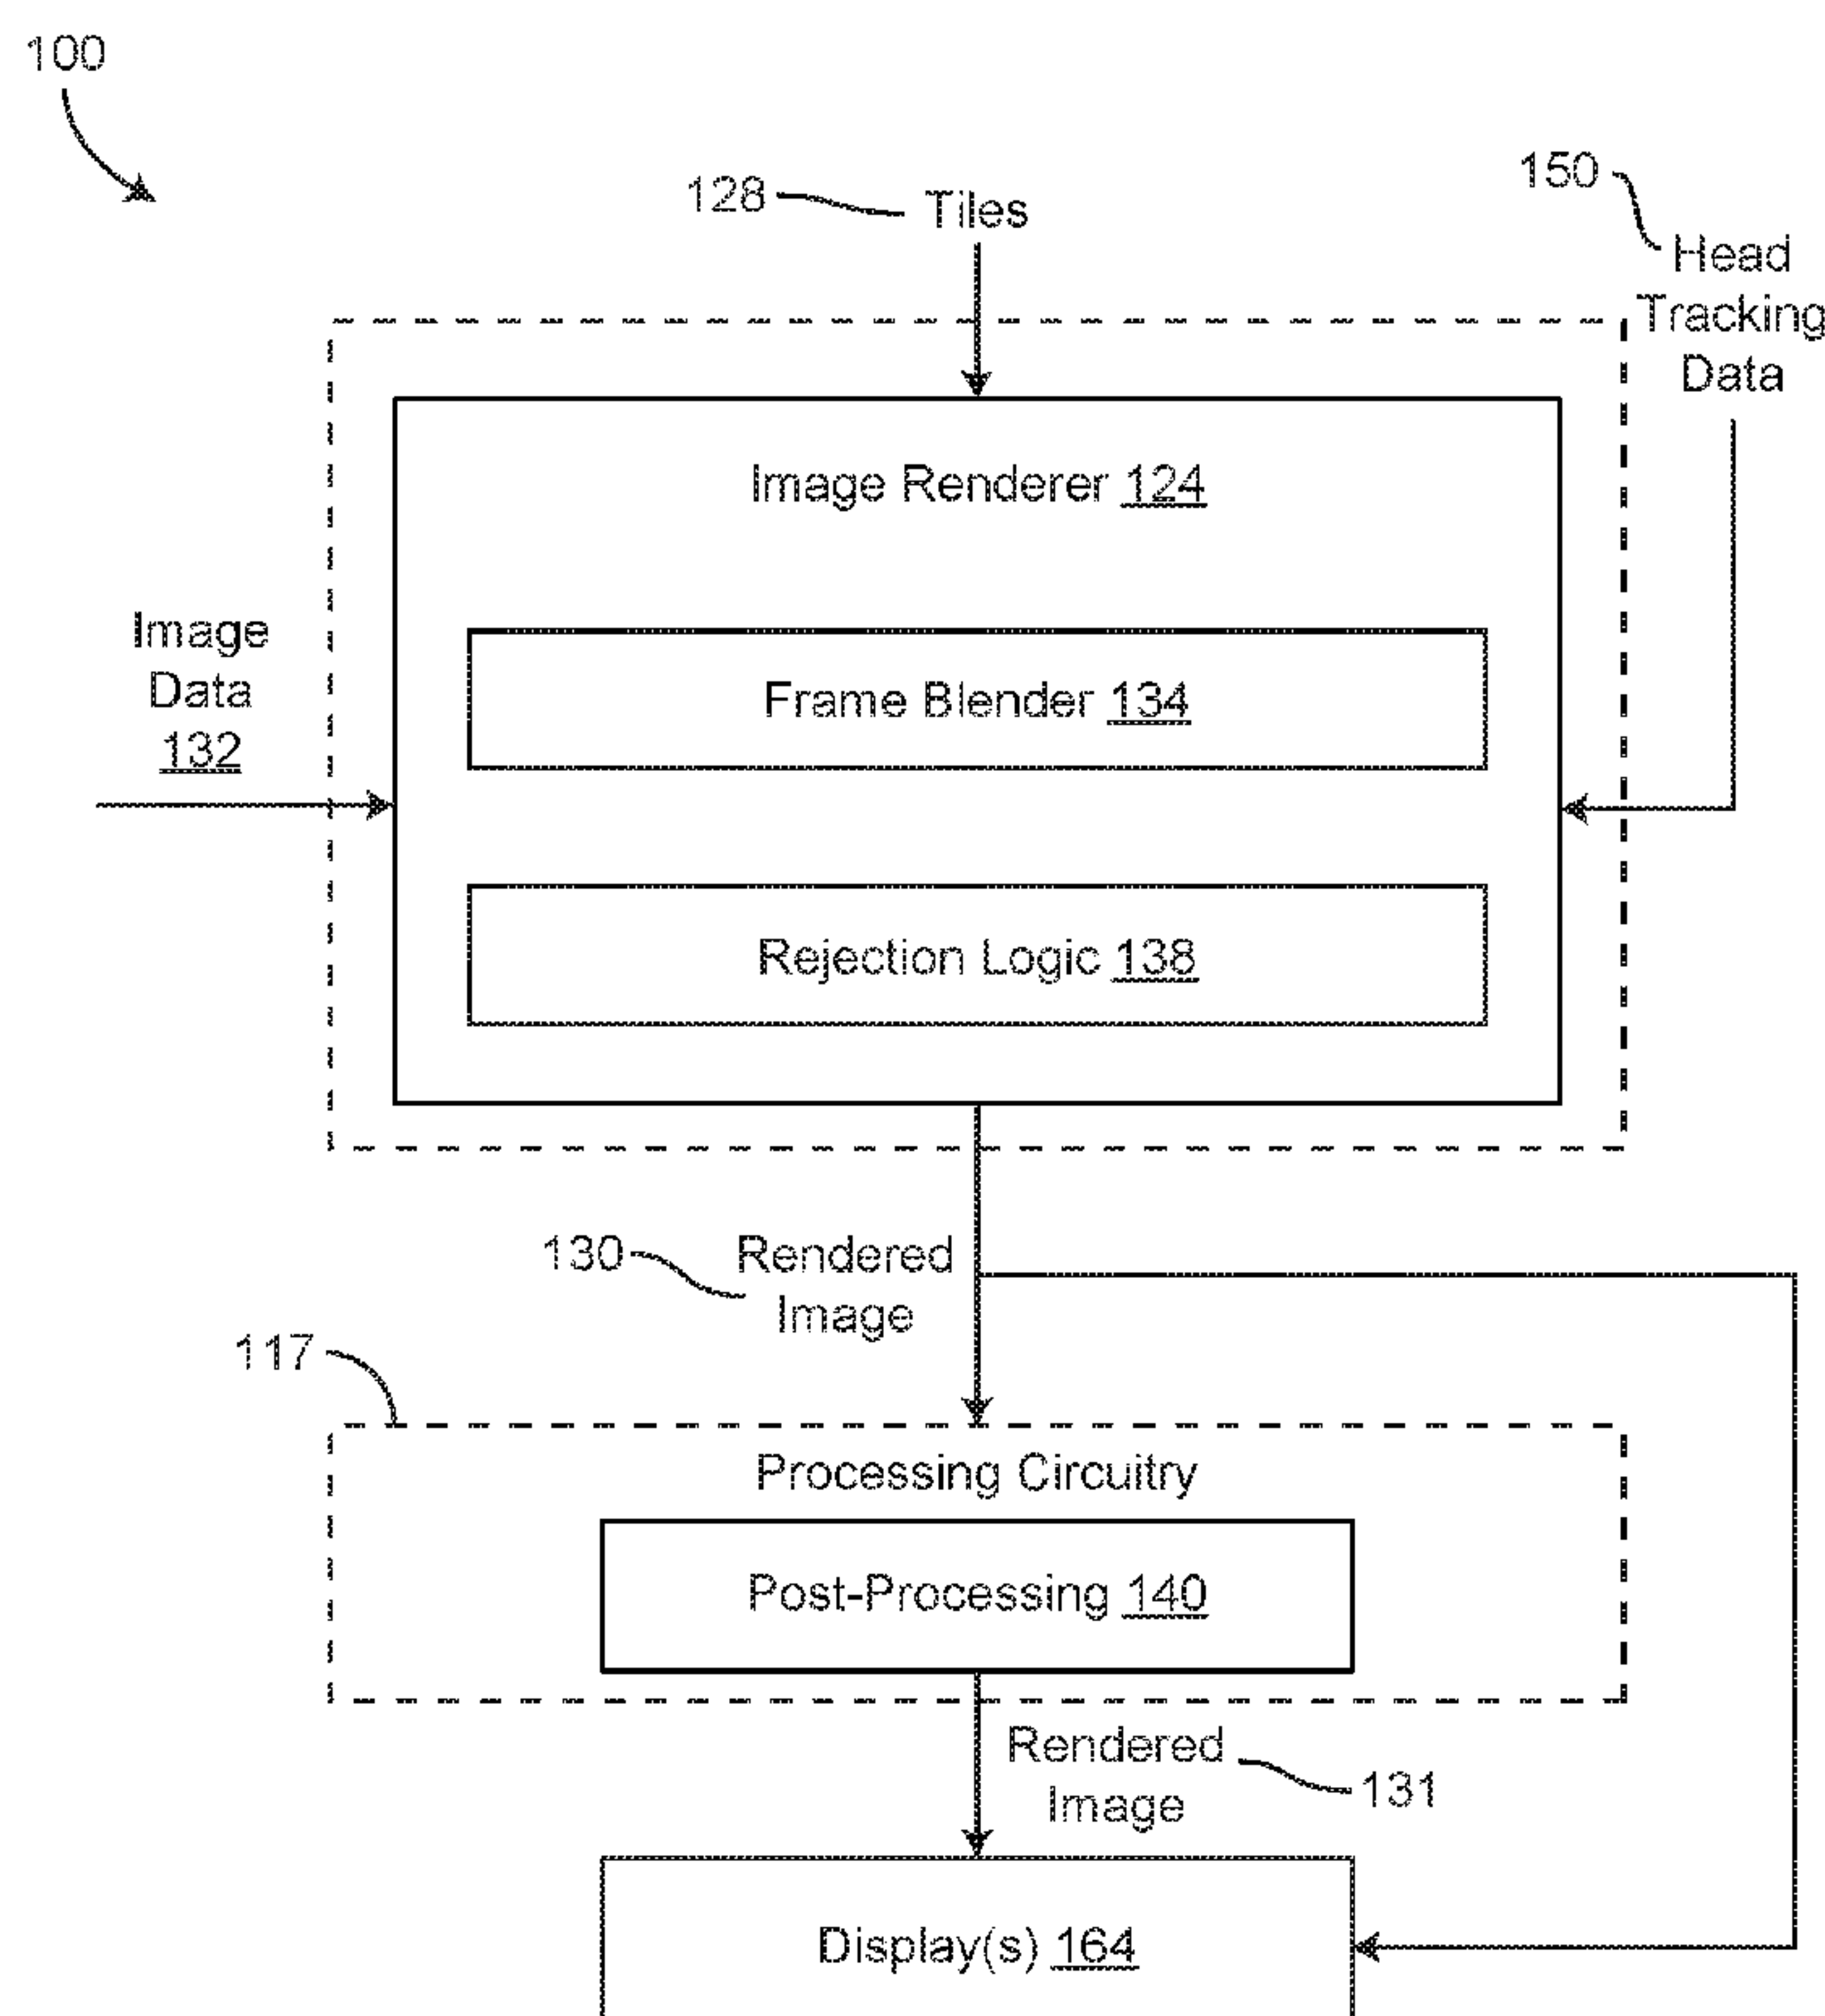 100
128
Tiles
150
Head
Tracking
Data
Image Renderer 124
Image
Data
132
Frame Blender 134
Rejection Logic 138
130
Rendered
Image
117
Processing Circuitry
Post-Processing 140
Rendered
Image
131
Display(s) 164